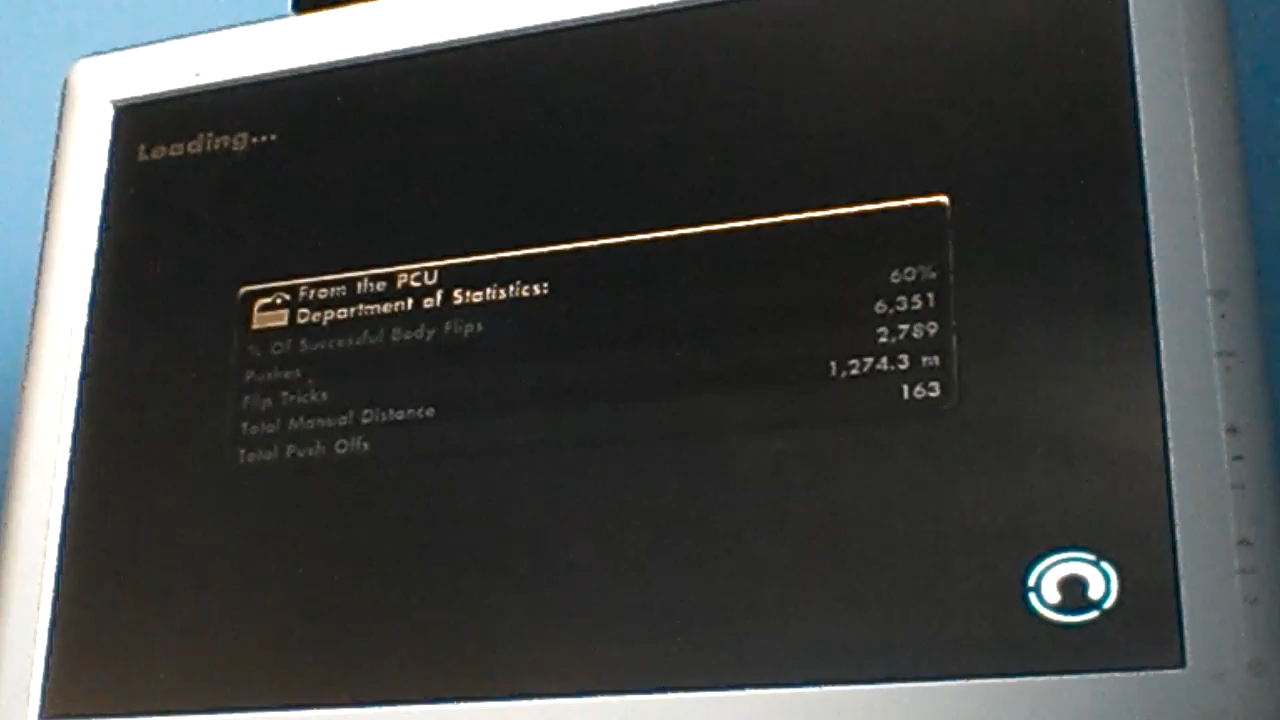 Loading...
From the PCU
Department of Statistics:
% Of Successful Body Flips 60%
Pushes 6,351
Flip Tricks 2,789
Total Manual Distance 1,274.3 m
Total Push Offs 163